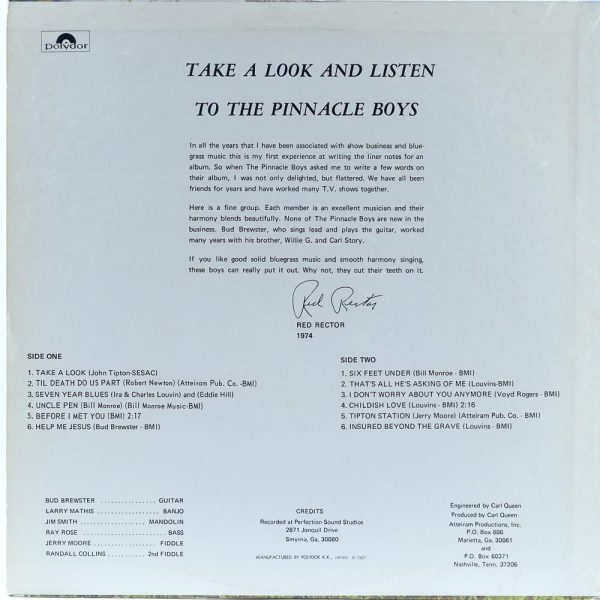 polydor
TAKE A LOOK AND LISTEN
TO THE PINNACLE BOYS
In all the years that I have been associated with show business and blue-
grass music this is my first experience at writing the liner notes for an
album. So when The Pinnacle Boys asked me to write a few words on
their album, I was not only delighted, but flattered. We have all been
friends for years and have worked many T.V. shows together.
Here is a fine group. Each member is an excellent musician and their
harmony blends beautifully. None of The Pinnacle Boys are new in the
business. Bud Brewster, who sings lead and plays the guitar, worked
many years with his brother, Willie G. and Carl Story.
If you like good solid bluegrass music and smooth harmony singing,
these boys can really put it out. Why not, they cut their teeth on it.
Red Rector
RED RECTOR
1974
SIDE ONE
1. TAKE A LOOK (John Tipton-SESAC)
2. TIL DEATH DO US PART (Robert Newton) (Atteiram Pub. Co. -BMI)
3. SEVEN YEAR BLUES (Ira & Charles Louvin) and (Eddie Hill)
4. UNCLE PEN (Bill Monroe) (Bill Monroe Music-BMI)
5. BEFORE I MET YOU (BMI) 2:17
6. HELP ME JESUS (Bud Brewster - BMI)
SIDE TWO
1. SIX FEET UNDER (Bill Monroe - BMI)
2. THAT'S ALL HE'S ASKING OF ME (Louvins-BMI)
3. I DON'T WORRY ABOUT YOU ANYMORE (Voyd Rogers - BMI)
4. CHILDISH LOVE (Louvin - BMI) 2:16
5. TIPTON STATION (Jerry Moore) (Atteiram Pub. Co. - BMI)
6. INSURED BEYOND THE GRAVE (Louvins - BMI)
BUD BREWSTER ................ GUITAR
LARRY MATHIS ................. BANJO
JIM SMITH .................. MANDOLIN
RAY ROSE ...................... BASS
JERRY MOORE ................. FIDDLE
RANDALL COLLINS .......... 2nd FIDDLE
CREDITS
Recorded at Perfection Sound Studios
2871 Jonquil Drive
Smyrna, Ga. 30080
Engineered by Carl Queen
Produced by Carl Queen
Atteiram Productions, Inc.
P.O. Box 606
Marietta, Ga. 30061
and
P.O. Box 60371
Nashville, Tenn. 37206
MANUFACTURED BY POLYDOR K.K., JAPAN